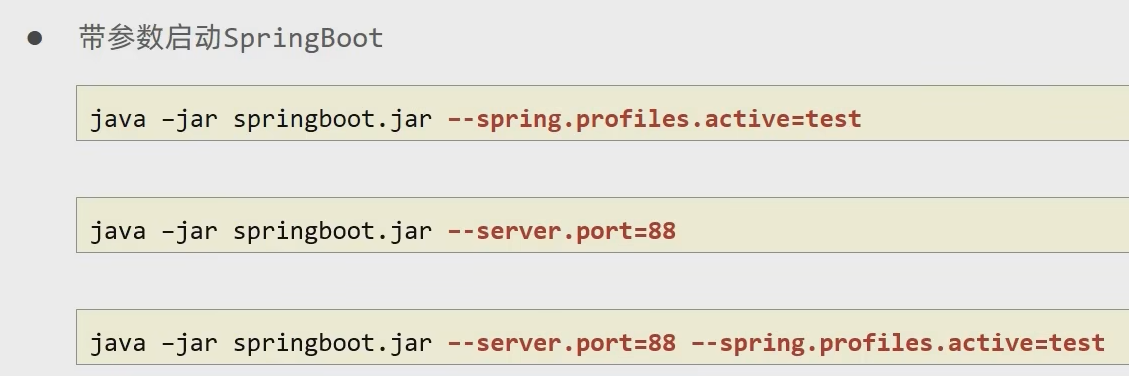 ● 带参数启动SpringBoot
java –jar springboot.jar –-spring.profiles.active=test
java –jar springboot.jar –-server.port=88
java –jar springboot.jar –-server.port=88 –-spring.profiles.active=test